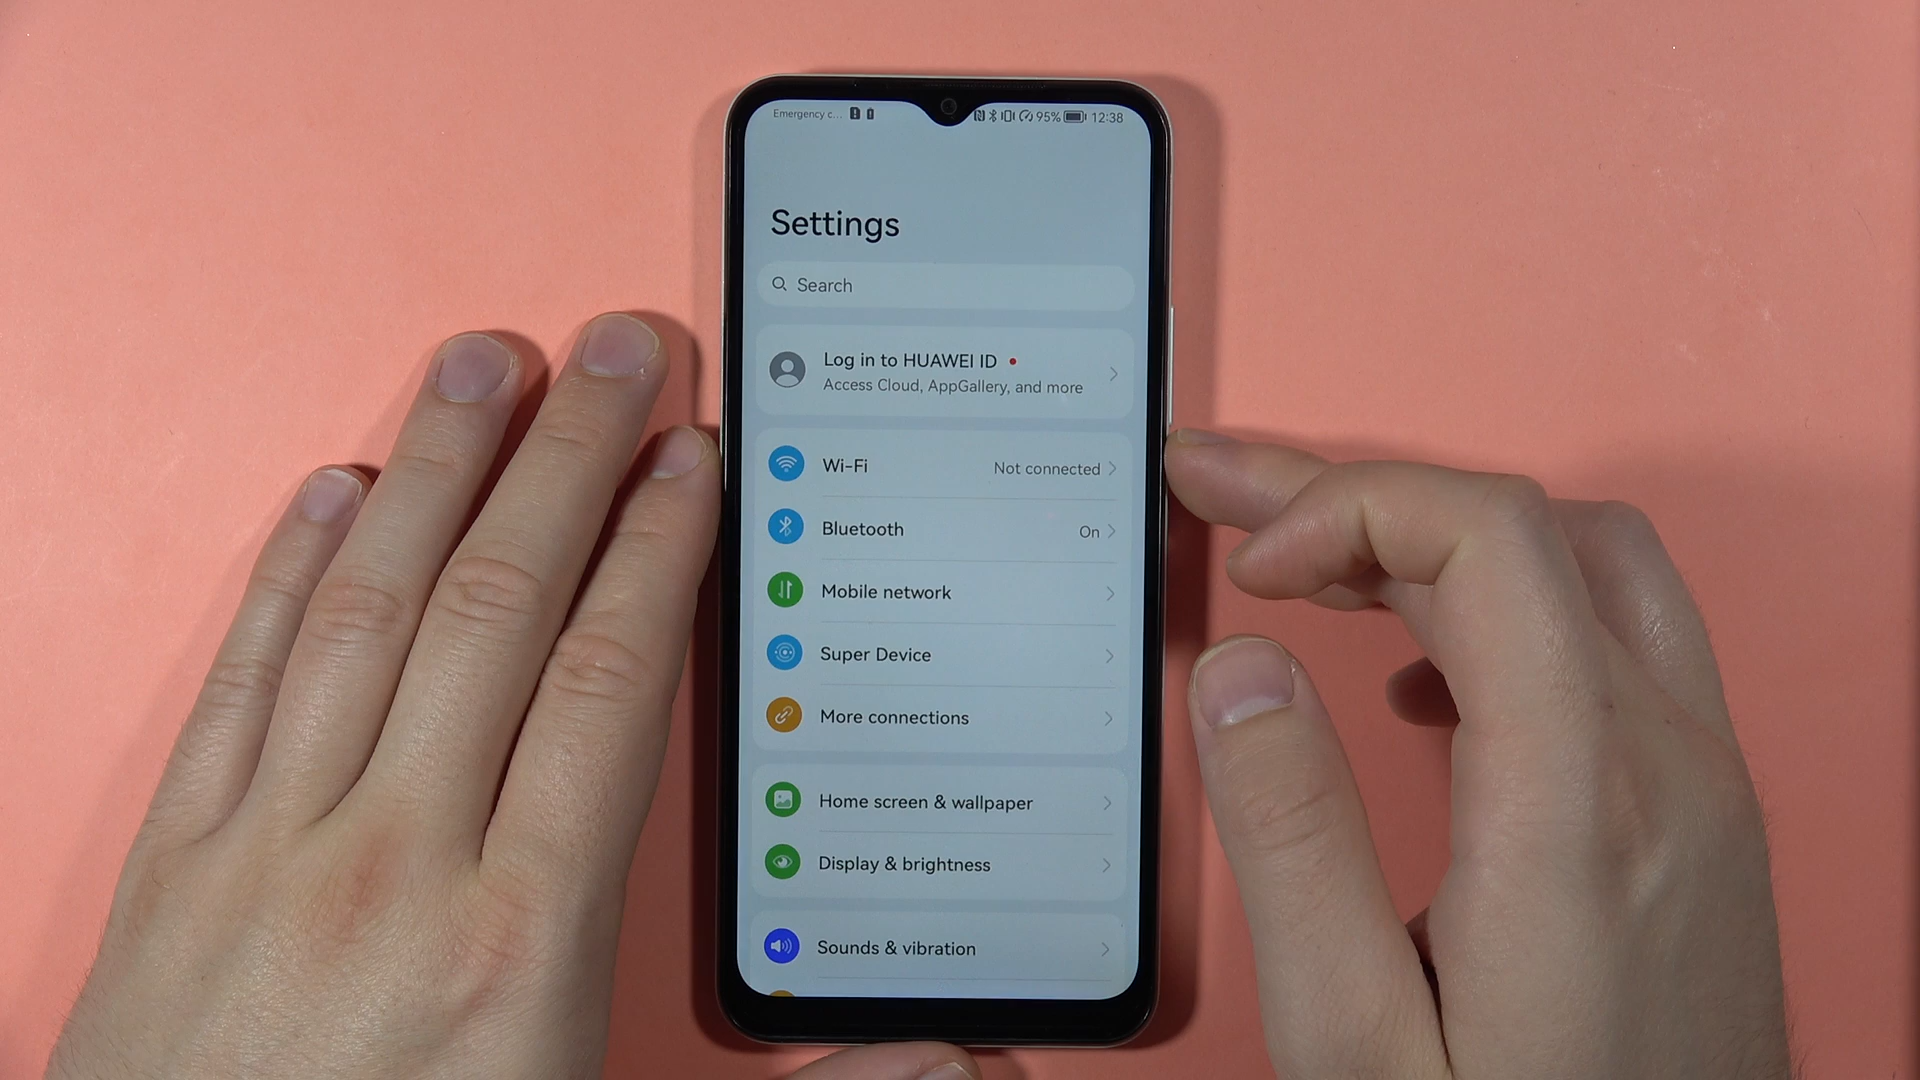 Emergency c... 95% 12:38
Settings
Search
Log in to HUAWEI ID
Access Cloud, AppGallery, and more
Wi-Fi Not connected
Bluetooth On
Mobile network
Super Device
More connections
Home screen & wallpaper
Display & brightness
Sounds & vibration